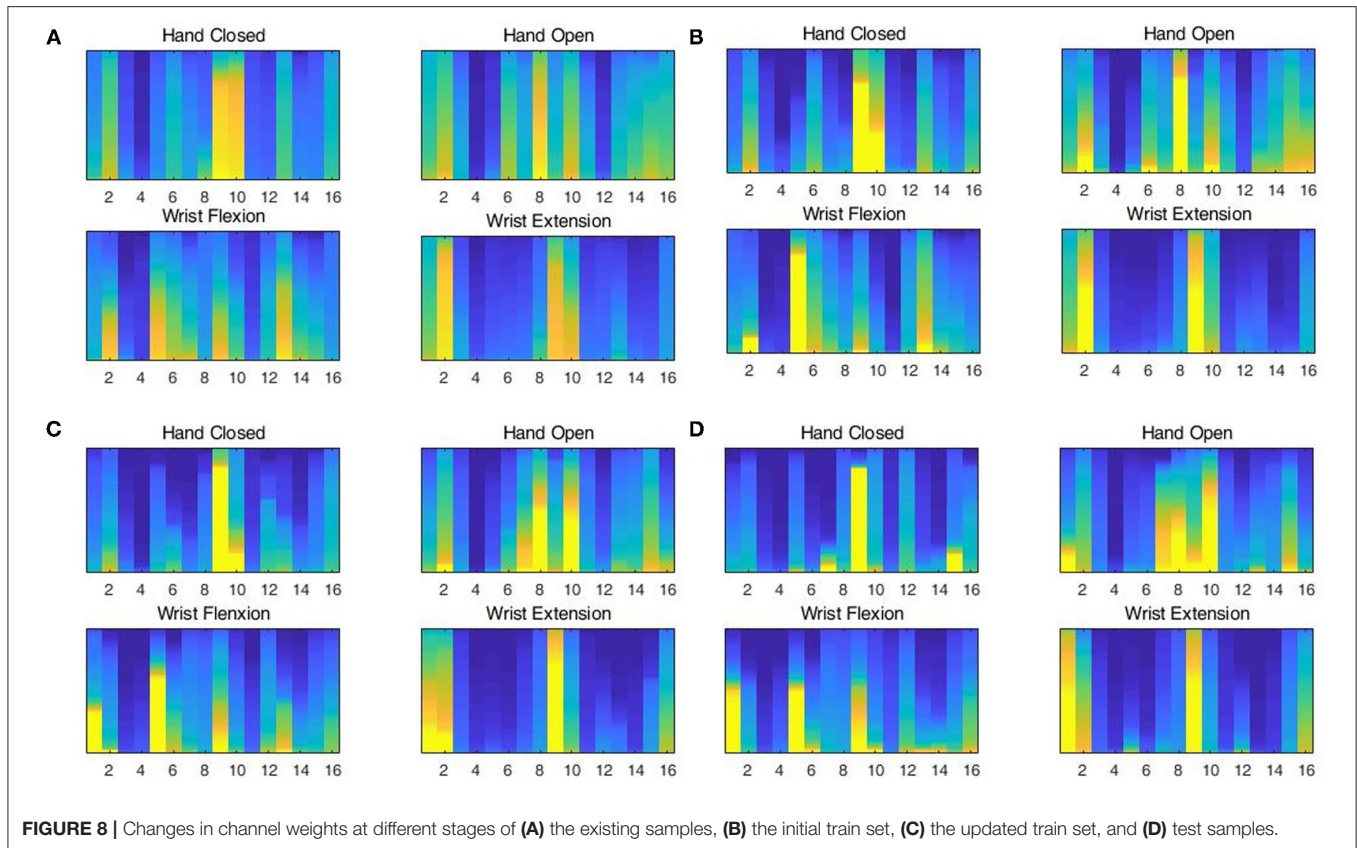 A
Hand Closed
Hand Open
B
Hand Closed
Hand Open
2 4 6 8 10 12 14 16
2 4 6 8 10 12 14 16
2 4 6 8 10 12 14 16
2 4 6 8 10 12 14 16
Wrist Flexion
Wrist Extension
Wrist Flexion
Wrist Extension
2 4 6 8 10 12 14 16
2 4 6 8 10 12 14 16
2 4 6 8 10 12 14 16
2 4 6 8 10 12 14 16
C
Hand Closed
Hand Open
D
Hand Closed
Hand Open
2 4 6 8 10 12 14 16
2 4 6 8 10 12 14 16
2 4 6 8 10 12 14 16
2 4 6 8 10 12 14 16
Wrist Flenxion
Wrist Extension
Wrist Flexion
Wrist Extension
2 4 6 8 10 12 14 16
2 4 6 8 10 12 14 16
2 4 6 8 10 12 14 16
2 4 6 8 10 12 14 16
FIGURE 8 | Changes in channel weights at different stages of (A) the existing samples, (B) the initial train set, (C) the updated train set, and (D) test samples.